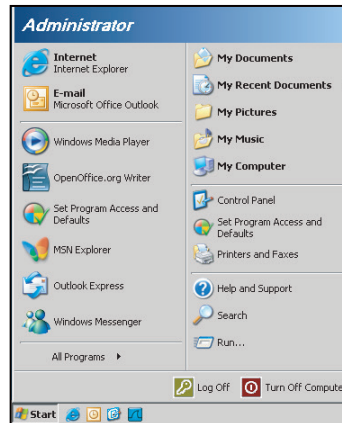 Administrator
Internet
Internet Explorer
E-mail
Microsoft Office Outlook
Windows Media Player
OpenOffice.org Writer
Set Program Access and
Defaults
MSN Explorer
Outlook Express
Windows Messenger
All Programs
My Documents
My Recent Documents
My Pictures
My Music
My Computer
Control Panel
Set Program Access and
Defaults
Printers and Faxes
Help and Support
Search
Run...
Log Off
Turn Off Compute
Start